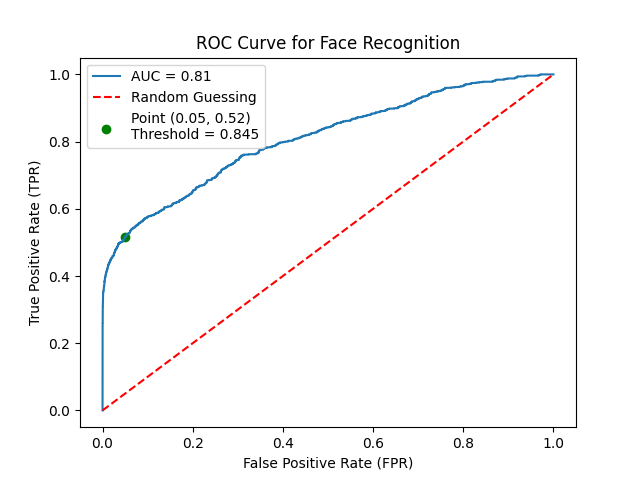 ROC Curve for Face Recognition
AUC = 0.81
Random Guessing
Point (0.05, 0.52)
Threshold = 0.845
True Positive Rate (TPR)
1.0
0.8
0.6
0.4
0.2
0.0
0.0 0.2 0.4 0.6 0.8 1.0
False Positive Rate (FPR)